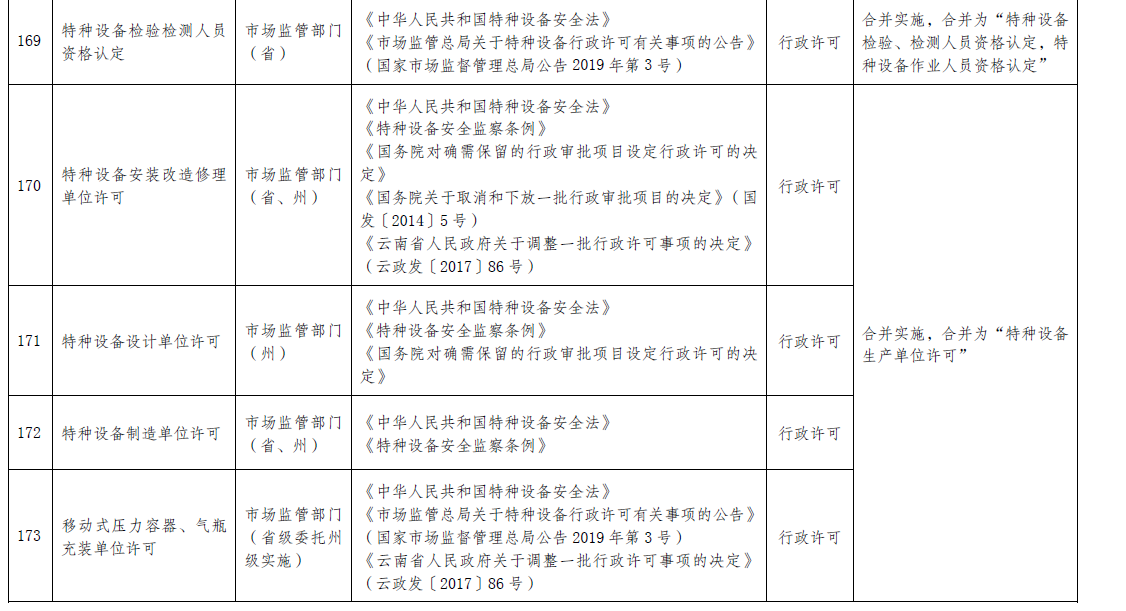 169
特种设备检验检测人员
资格认定
市场监管部门
（省）
《中华人民共和国特种设备安全法》
《市场监管总局关于特种设备行政许可有关事项的公告》
（国家市场监督管理总局公告 2019 年第 3 号）
行政许可
合并实施，合并为“特种设备
检验、检测人员资格认定，特
种设备作业人员资格认定”
170
特种设备安装改造修理
单位许可
市场监管部门
（省、州）
《中华人民共和国特种设备安全法》
《特种设备安全监察条例》
《国务院对确需保留的行政审批项目设定行政许可的决
定》
《国务院关于取消和下放一批行政审批项目的决定》（国
发〔2014〕5 号）
《云南省人民政府关于调整一批行政许可事项的决定》
（云政发〔2017〕86 号）
行政许可
171
特种设备设计单位许可
市场监管部门
（州）
《中华人民共和国特种设备安全法》
《特种设备安全监察条例》
《国务院对确需保留的行政审批项目设定行政许可的决
定》
行政许可
合并实施，合并为“特种设备
生产单位许可”
172
特种设备制造单位许可
市场监管部门
（省、州）
《中华人民共和国特种设备安全法》
《特种设备安全监察条例》
行政许可
173
移动式压力容器、气瓶
充装单位许可
市场监管部门
（省级委托州
级实施）
《中华人民共和国特种设备安全法》
《市场监管总局关于特种设备行政许可有关事项的公告》
（国家市场监督管理总局公告 2019 年第 3 号）
《云南省人民政府关于调整一批行政许可事项的决定》
（云政发〔2017〕86 号）
行政许可